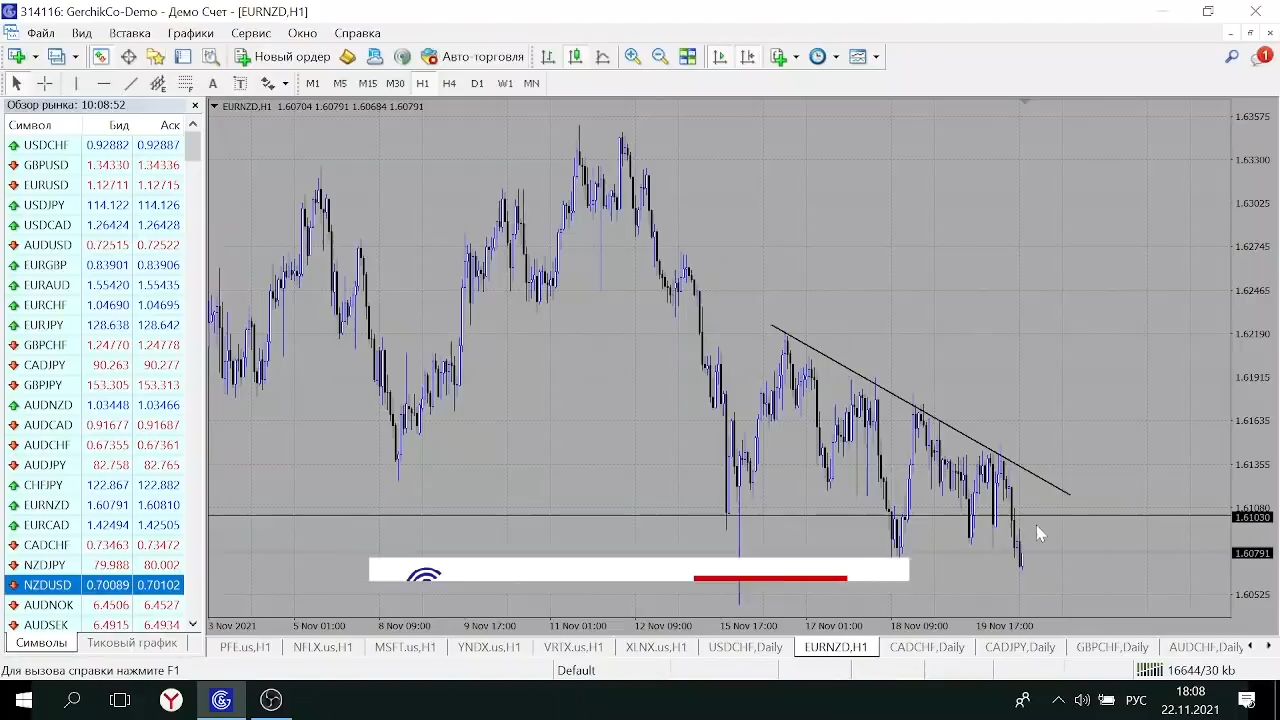 314116: GerchikCo-Demo - Демо Счет - [EURNZD,H1]
Файл Вид Вставка Графики Сервис Окно Справка
Новый ордер Авто-торговля 1
A T M1 M5 M15 M30 H1 H4 D1 W1 MN
Обзор рынка: 10:08:52
Символ Бид Аск
USDCHF 0.92882 0.92887
GBPUSD 1.34330 1.34336
EURUSD 1.12711 1.12715
USDJPY 114.122 114.126
USDCAD 1.26424 1.26428
AUDUSD 0.72515 0.72522
EURGBP 0.83901 0.83906
EURAUD 1.55420 1.55435
EURCHF 1.04690 1.04695
EURJPY 128.638 128.642
GBPCHF 1.24770 1.24778
CADJPY 90.263 90.277
GBPJPY 153.305 153.313
AUDNZD 1.03448 1.03466
AUDCAD 0.91677 0.91687
AUDCHF 0.67355 0.67361
AUDJPY 82.758 82.765
CHFJPY 122.867 122.882
EURNZD 1.60791 1.60810
EURCAD 1.42494 1.42505
CADCHF 0.73463 0.73472
NZDJPY 79.988 80.002
NZDUSD 0.70089 0.70102
AUDNOK 6.4506 6.4527
AUDSEK 6.4915 6.4934
Символы Тиковый график
EURNZD,H1 1.60704 1.60791 1.60684 1.60791
1.63575
1.63300
1.63025
1.62745
1.62465
1.62190
1.61915
1.61635
1.61355
1.61080
1.61030
1.60791
1.60525
3 Nov 2021 5 Nov 01:00 8 Nov 09:00 9 Nov 17:00 11 Nov 01:00 12 Nov 09:00 15 Nov 17:00 17 Nov 01:00 18 Nov 09:00 19 Nov 17:00
PFE.us,H1 NFLX.us,H1 MSFT.us,H1 YNDX.us,H1 VRTX.us,H1 XLNX.us,H1 USDCHF,Daily EURNZD,H1 CADCHF,Daily CADJPY,Daily GBPCHF,Daily AUDCHF,Daily
Для вызова справки нажмите F1 Default 16644/30 kb
РУС 18:08
22.11.2021